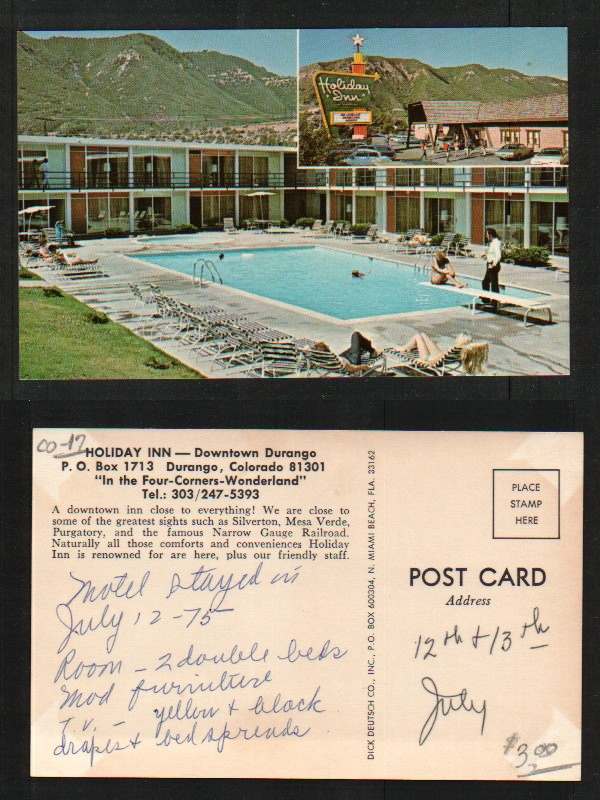 Holiday
Inn
CO-17
HOLIDAY INN — Downtown Durango
P. O. Box 1713 Durango, Colorado 81301
"In the Four-Corners-Wonderland"
Tel.: 303/247-5393
A downtown inn close to everything! We are close to
some of the greatest sights such as Silverton, Mesa Verde,
Purgatory, and the famous Narrow Gauge Railroad.
Naturally all those comforts and conveniences Holiday
Inn is renowned for are here, plus our friendly staff.
Motel stayed in
July 12-75
Room - 2 double beds
Mod furniture
T.V. - yellow & black
drapes & bed spreads
DICK DEUTSCH CO., INC., P.O. BOX 600304, N. MIAMI BEACH, FLA. 33162
PLACE
STAMP
HERE
POST CARD
Address
12th & 13th
July
$3.00